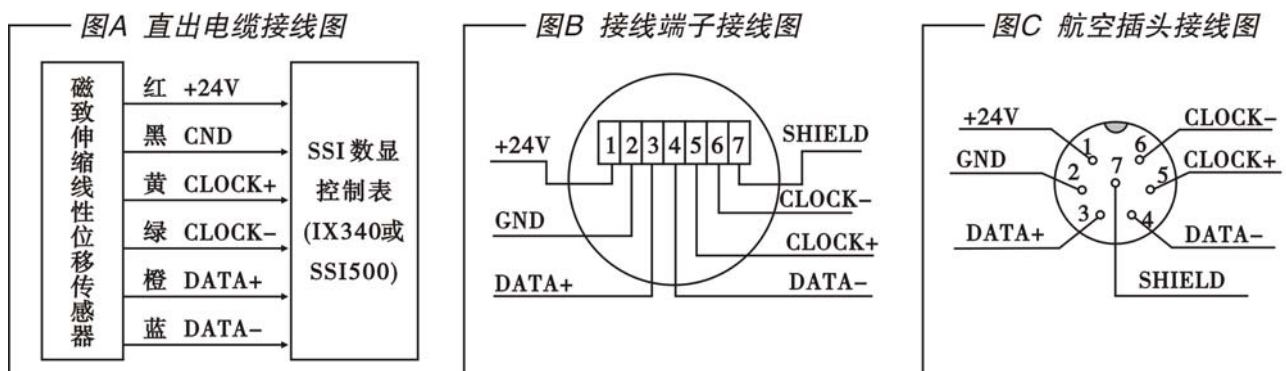 图A 直出电缆接线图
磁致伸缩线性位移传感器
红 +24V
黑 CND
黄 CLOCK+
绿 CLOCK-
橙 DATA+
蓝 DATA-
SSI数显
控制表
(IX340或
SSI500)
图B 接线端子接线图
1 2 3 4 5 6 7
+24V
GND
DATA+
SHIELD
CLOCK-
CLOCK+
DATA-
图C 航空插头接线图
+24V
GND
DATA+
1
2
3
7
6
5
4
CLOCK-
CLOCK+
DATA-
SHIELD